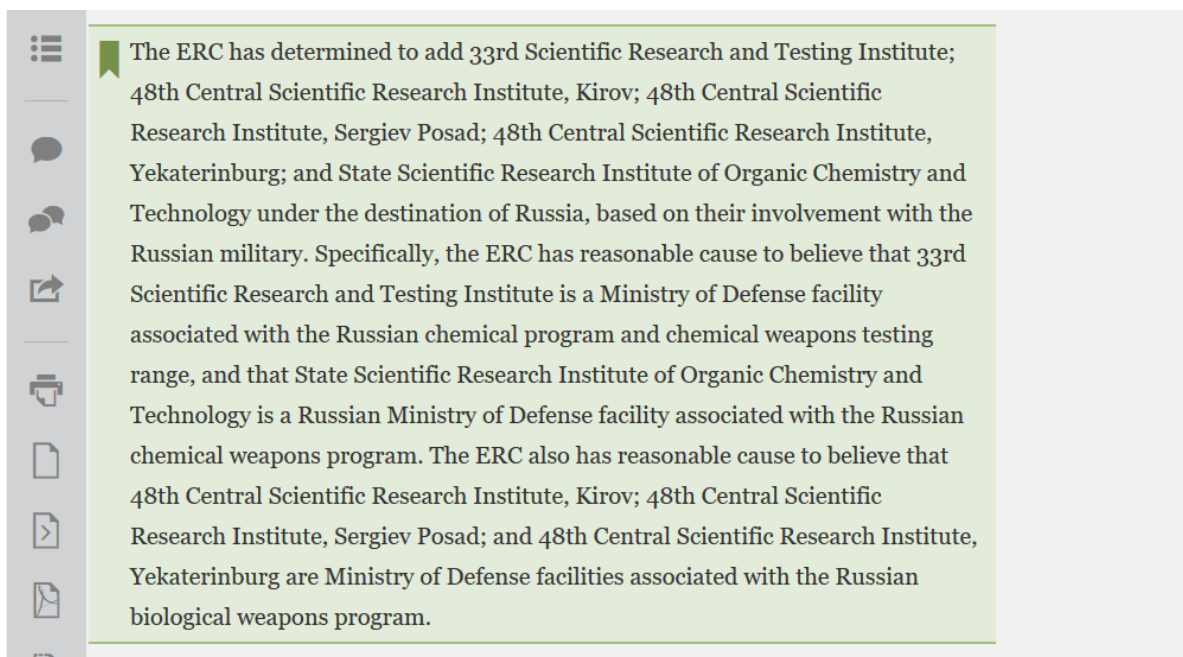 The ERC has determined to add 33rd Scientific Research and Testing Institute;
48th Central Scientific Research Institute, Kirov; 48th Central Scientific
Research Institute, Sergiev Posad; 48th Central Scientific Research Institute,
Yekaterinburg; and State Scientific Research Institute of Organic Chemistry and
Technology under the destination of Russia, based on their involvement with the
Russian military. Specifically, the ERC has reasonable cause to believe that 33rd
Scientific Research and Testing Institute is a Ministry of Defense facility
associated with the Russian chemical program and chemical weapons testing
range, and that State Scientific Research Institute of Organic Chemistry and
Technology is a Russian Ministry of Defense facility associated with the Russian
chemical weapons program. The ERC also has reasonable cause to believe that
48th Central Scientific Research Institute, Kirov; 48th Central Scientific
Research Institute, Sergiev Posad; and 48th Central Scientific Research Institute,
Yekaterinburg are Ministry of Defense facilities associated with the Russian
biological weapons program.